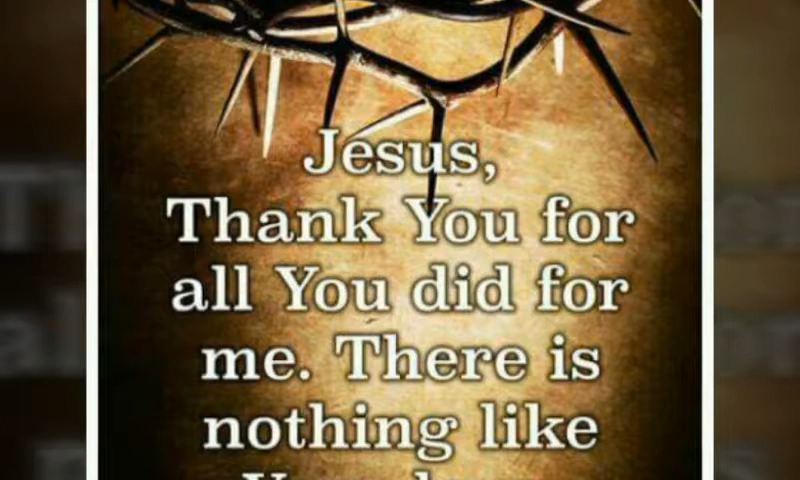 Jesus,
Thank You for
all You did for
me. There is
nothing like